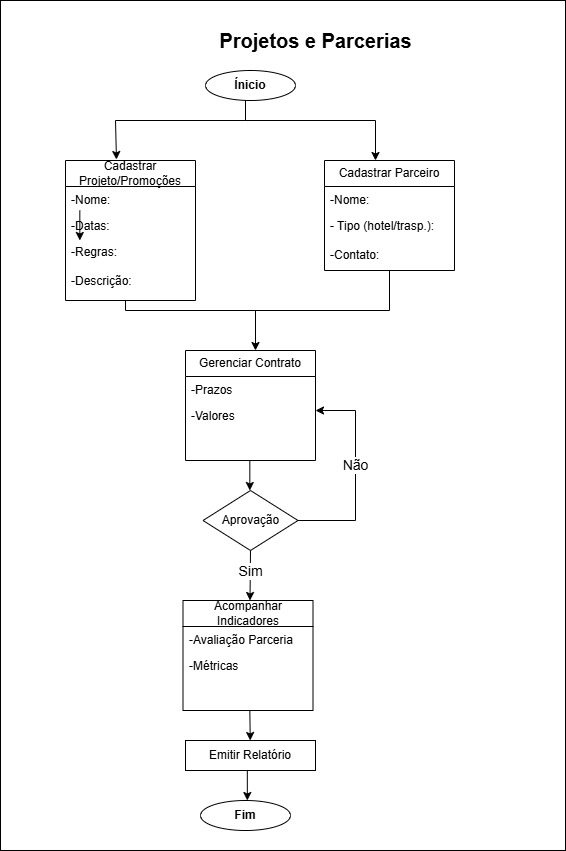 Projetos e Parcerias
Ínicio
Cadastrar
Projeto/Promoções
-Nome:
-Datas:
-Regras:
-Descrição:
Cadastrar Parceiro
-Nome:
- Tipo (hotel/trasp.):
-Contato:
Gerenciar Contrato
-Prazos
-Valores
Não
Aprovação
Sim
Acompanhar
Indicadores
-Avaliação Parceria
-Métricas
Emitir Relatório
Fim